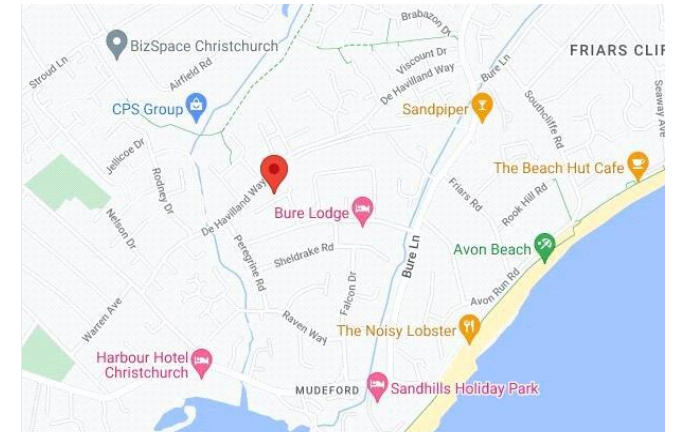 Brabazon Dr
BizSpace Christchurch
Stroud Ln
Airfield Rd
Viscount Dr
De Havilland Way
Bure Ln
FRIARS CLIF
Seaway Ave
CPS Group
Sandpiper
Southcliffe Rd
Jellicoe Dr
Rodney Dr
The Beach Hut Cafe
De Havilland Way
Friars Rd
Rook Hill Rd
Nelson Dr
Bure Lodge
Peregrine Rd
Sheldrake Rd
Bure Ln
Avon Beach
Falcon Dr
Avon Run Rd
Warren Ave
Raven Way
The Noisy Lobster
Harbour Hotel
Christchurch
MUDEFORD
Sandhills Holiday Park